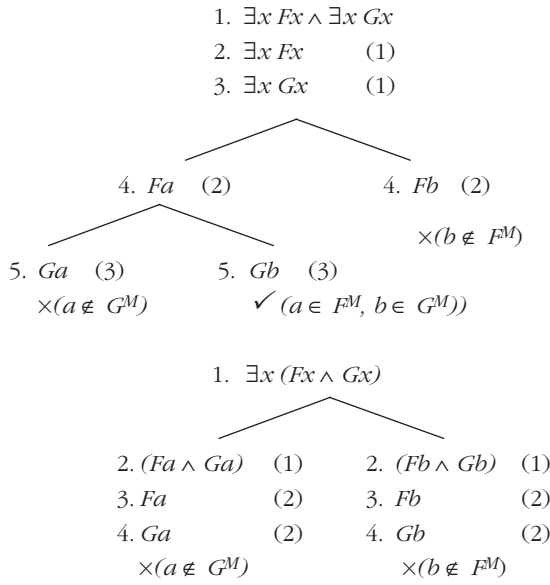 1. ∃x Fx ∧ ∃x Gx
2. ∃x Fx (1)
3. ∃x Gx (1)
4. Fa (2) 4. Fb (2)
×(b ∉ F^M)
5. Ga (3) 5. Gb (3)
×(a ∉ G^M) ✓ (a ∈ F^M, b ∈ G^M))
1. ∃x (Fx ∧ Gx)
2. (Fa ∧ Ga) (1) 2. (Fb ∧ Gb) (1)
3. Fa (2) 3. Fb (2)
4. Ga (2) 4. Gb (2)
×(a ∉ G^M) ×(b ∉ F^M)